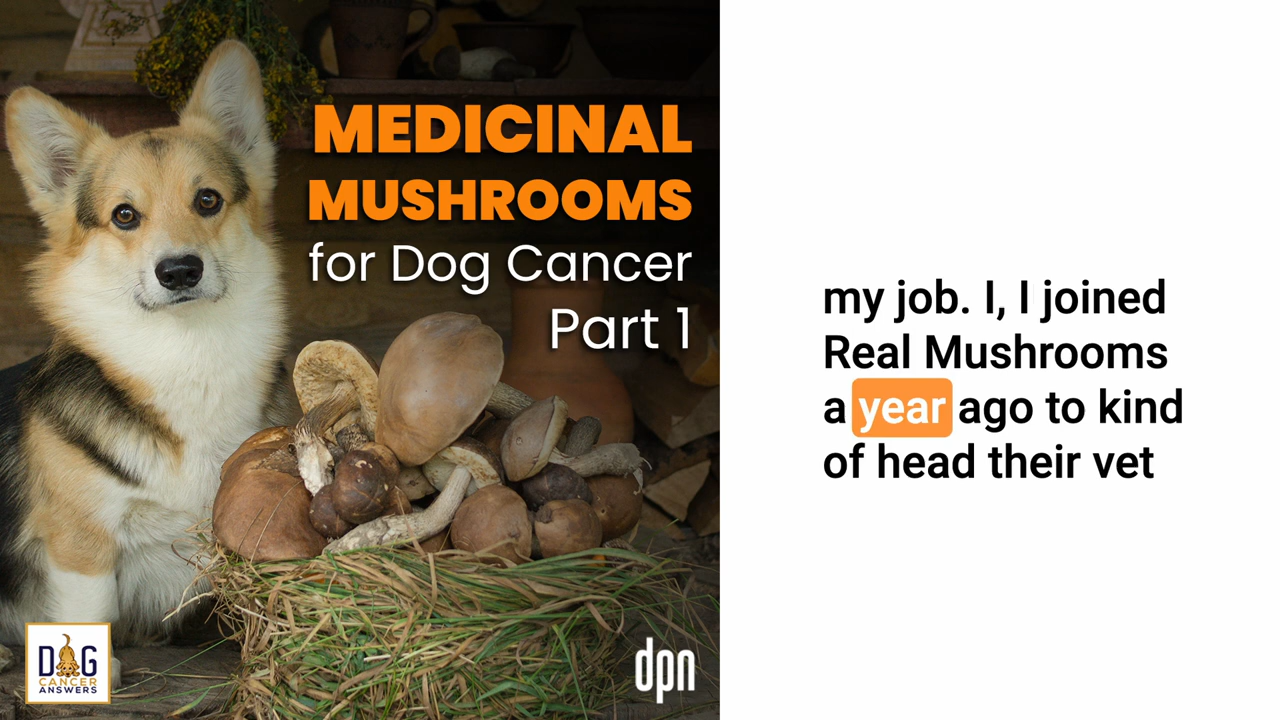 MEDICINAL
MUSHROOMS
for Dog Cancer
Part 1
DOG
CANCER
ANSWERS
dpn
my job. I, I joined
Real Mushrooms
a year ago to kind
of head their vet